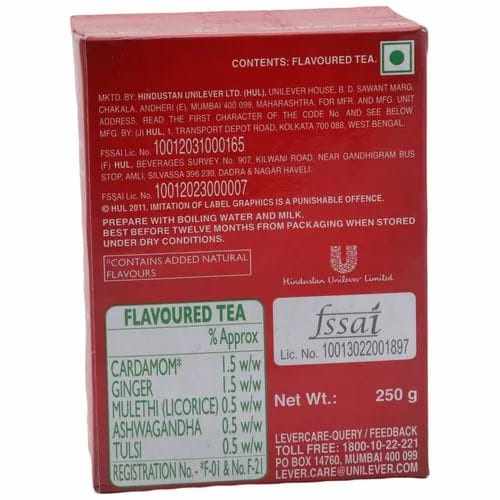 CONTENTS: FLAVOURED TEA.
MKTD. BY: HINDUSTAN UNILEVER LTD. (HUL), UNILEVER HOUSE, B. D. SAWANT MARG,
CHAKALA, ANDHERI (E), MUMBAI 400 099, MAHARASHTRA. FOR MFR. AND MFG. UNIT
ADDRESS, READ THE FIRST CHARACTER OF THE CODE No. AND SEE BELOW
MFG. BY: (J) HUL, 1, TRANSPORT DEPOT ROAD, KOLKATA 700 088, WEST BENGAL.
FSSAI Lic. No. 10012031000165
(F) HUL, BEVERAGES SURVEY No. 907, KILWANI ROAD, NEAR GANDHIGRAM BUS
STOP, AMLI, SILVASSA 396 230, DADRA & NAGAR HAVELI.
FSSAI Lic. No. 10012023000007
© HUL 2011. IMITATION OF LABEL GRAPHICS IS A PUNISHABLE OFFENCE.
PREPARE WITH BOILING WATER AND MILK.
BEST BEFORE TWELVE MONTHS FROM PACKAGING WHEN STORED
UNDER DRY CONDITIONS.
*CONTAINS ADDED NATURAL
FLAVOURS
Hindustan Unilever Limited
FLAVOURED TEA
% Approx
CARDAMOM* 1.5 w/w
GINGER 1.5 w/w
MULETHI (LICORICE) 0.5 w/w
ASHWAGANDHA 0.5 w/w
TULSI 0.5 w/w
REGISTRATION No.- *F-01 & No. F-21
fssai
Lic. No. 10013022001897
Net Wt.: 250 g
LEVERCARE-QUERY / FEEDBACK
TOLL FREE: 1800-10-22-221
PO BOX 14760, MUMBAI 400 099
LEVER.CARE@UNILEVER.COM